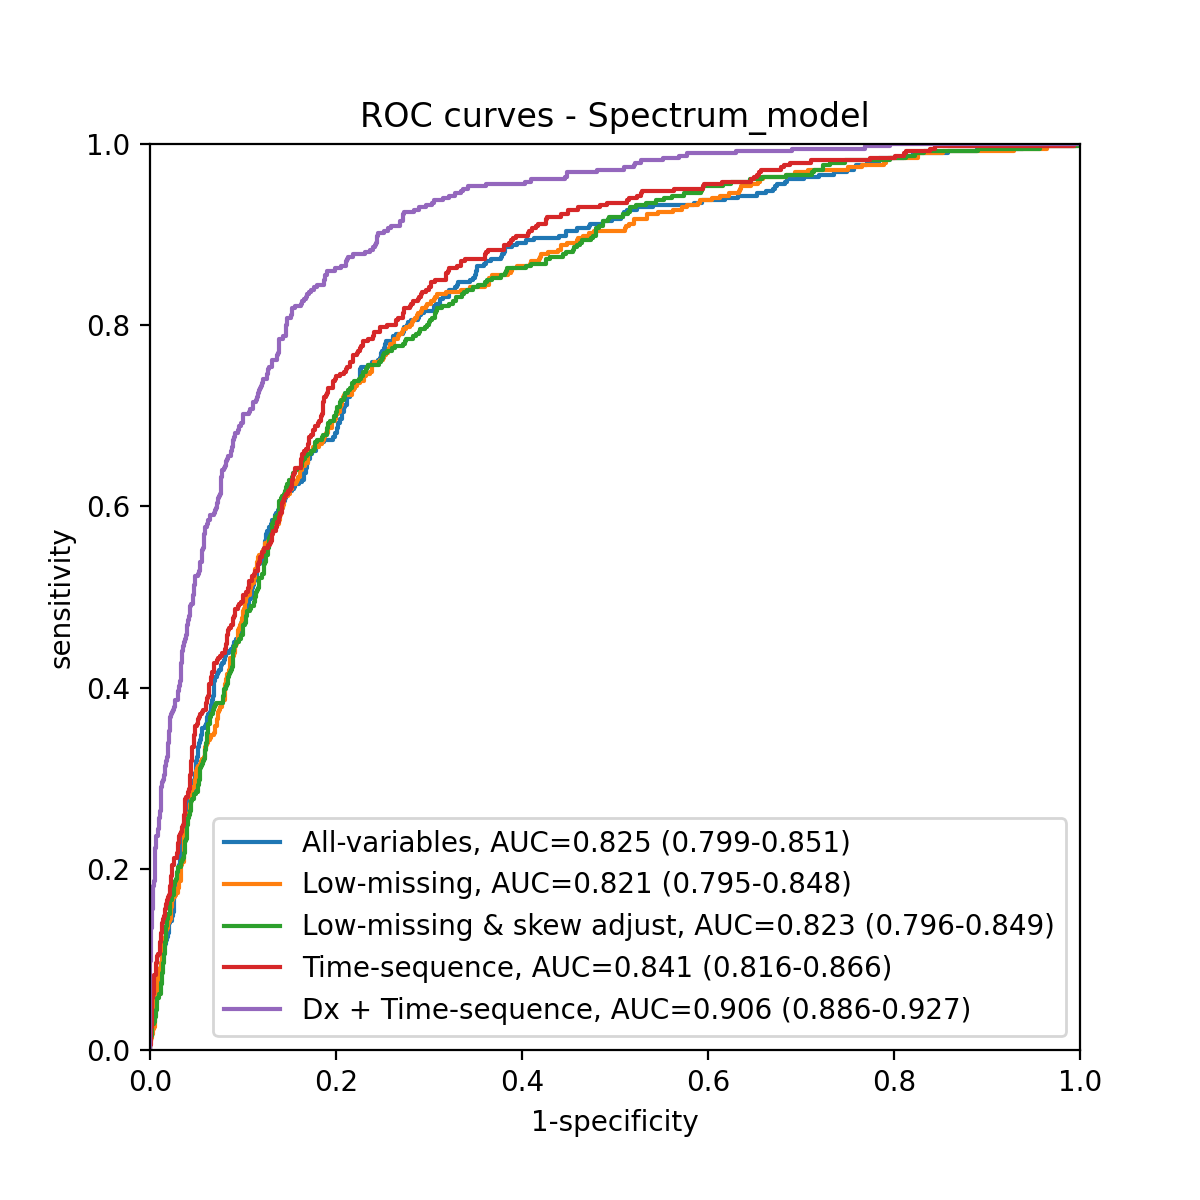 ROC curves - Spectrum_model
1.0
0.8
0.6
0.4
0.2
0.0
sensitivity
All-variables, AUC=0.825 (0.799-0.851)
Low-missing, AUC=0.821 (0.795-0.848)
Low-missing & skew adjust, AUC=0.823 (0.796-0.849)
Time-sequence, AUC=0.841 (0.816-0.866)
Dx + Time-sequence, AUC=0.906 (0.886-0.927)
0.0 0.2 0.4 0.6 0.8 1.0
1-specificity